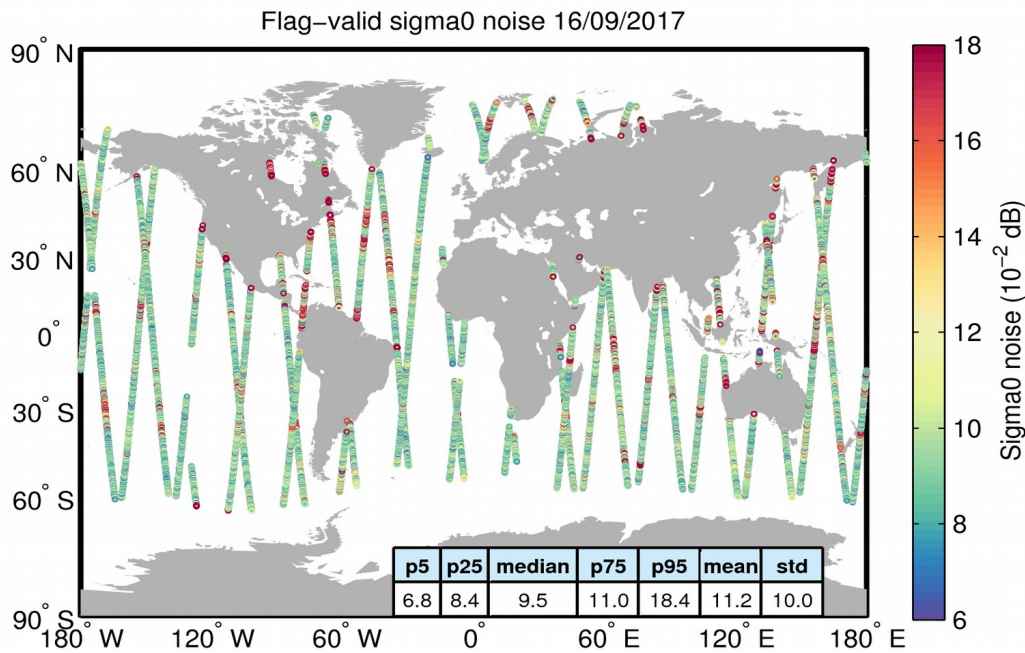 Flag−valid sigma0 noise 16/09/2017
90° N
60° N
30° N
0°
30° S
60° S
90° S
180° W
120° W
60° W
0°
60° E
120° E
180° E
p5 p25 median p75 p95 mean std
6.8 8.4 9.5 11.0 18.4 11.2 10.0
18
16
14
12
10
8
6
Sigma0 noise (10⁻² dB)